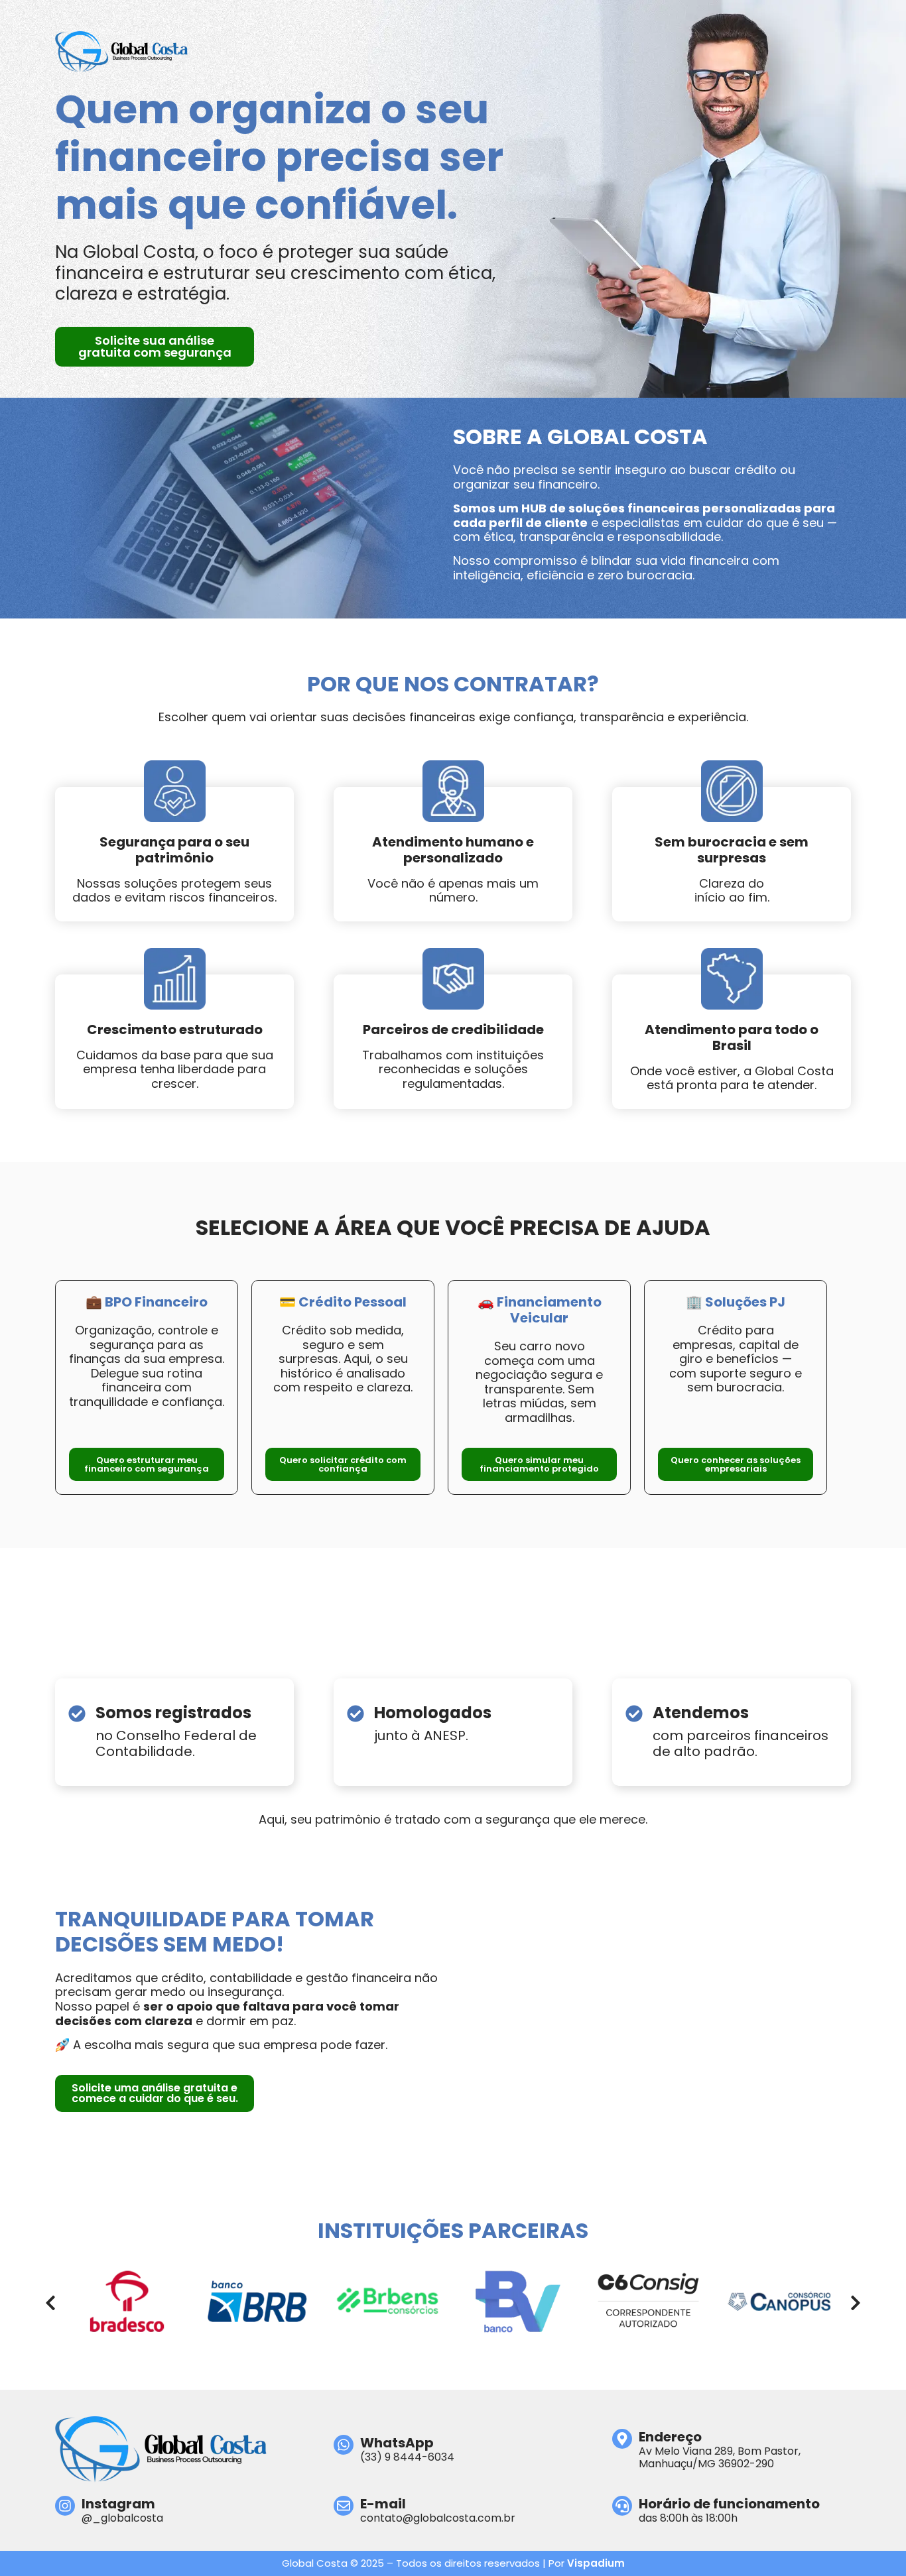 Global Costa
Business Process Outsourcing
Quem organiza o seu
financeiro precisa ser
mais que confiável.
Na Global Costa, o foco é proteger sua saúde
financeira e estruturar seu crescimento com ética,
clareza e estratégia.
Solicite sua análise
gratuita com segurança
SOBRE A GLOBAL COSTA
Você não precisa se sentir inseguro ao buscar crédito ou
organizar seu financeiro.
Somos um HUB de soluções financeiras personalizadas para
cada perfil de cliente e especialistas em cuidar do que é seu —
com ética, transparência e responsabilidade.
Nosso compromisso é blindar sua vida financeira com
inteligência, eficiência e zero burocracia.
POR QUE NOS CONTRATAR?
Escolher quem vai orientar suas decisões financeiras exige confiança, transparência e experiência.
Segurança para o seu
patrimônio
Nossas soluções protegem seus
dados e evitam riscos financeiros.
Atendimento humano e
personalizado
Você não é apenas mais um
número.
Sem burocracia e sem
surpresas
Clareza do
início ao fim.
Crescimento estruturado
Cuidamos da base para que sua
empresa tenha liberdade para
crescer.
Parceiros de credibilidade
Trabalhamos com instituições
reconhecidas e soluções
regulamentadas.
Atendimento para todo o
Brasil
Onde você estiver, a Global Costa
está pronta para te atender.
SELECIONE A ÁREA QUE VOCÊ PRECISA DE AJUDA
💼 BPO Financeiro
Organização, controle e
segurança para as
finanças da sua empresa.
Delegue sua rotina
financeira com
tranquilidade e confiança.
Quero estruturar meu
financeiro com segurança
💳 Crédito Pessoal
Crédito sob medida,
seguro e sem
surpresas. Aqui, o seu
histórico é analisado
com respeito e clareza.
Quero solicitar crédito com
confiança
🚗 Financiamento
Veicular
Seu carro novo
começa com uma
negociação segura e
transparente. Sem
letras miúdas, sem
armadilhas.
Quero simular meu
financiamento protegido
🏢 Soluções PJ
Crédito para
empresas, capital de
giro e benefícios —
com suporte seguro e
sem burocracia.
Quero conhecer as soluções
empresariais
Somos registrados
no Conselho Federal de
Contabilidade.
Homologados
junto à ANESP.
Atendemos
com parceiros financeiros
de alto padrão.
Aqui, seu patrimônio é tratado com a segurança que ele merece.
TRANQUILIDADE PARA TOMAR
DECISÕES SEM MEDO!
Acreditamos que crédito, contabilidade e gestão financeira não
precisam gerar medo ou insegurança.
Nosso papel é ser o apoio que faltava para você tomar
decisões com clareza e dormir em paz.
🚀 A escolha mais segura que sua empresa pode fazer.
Solicite uma análise gratuita e
comece a cuidar do que é seu.
INSTITUIÇÕES PARCEIRAS
bradesco
banco
BRB
Brbens
consórcios
BV
banco
C6Consig
CORRESPONDENTE
AUTORIZADO
CONSÓRCIO
CANOPUS
Global Costa
Business Process Outsourcing
WhatsApp
(33) 9 8444-6034
Endereço
Av Melo Viana 289, Bom Pastor,
Manhuaçu/MG 36902-290
Instagram
@_globalcosta
E-mail
contato@globalcosta.com.br
Horário de funcionamento
das 8:00h às 18:00h
Global Costa © 2025 – Todos os direitos reservados | Por Vispadium